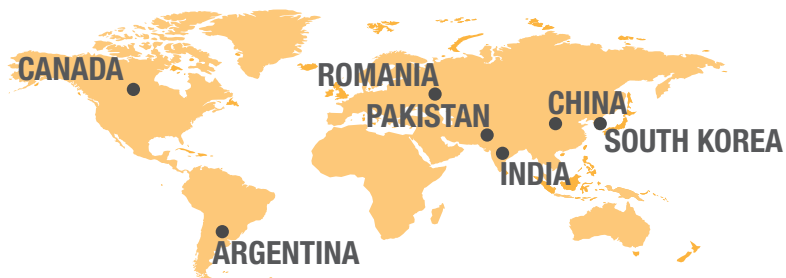 CANADA
ROMANIA
PAKISTAN
CHINA
SOUTH KOREA
INDIA
ARGENTINA